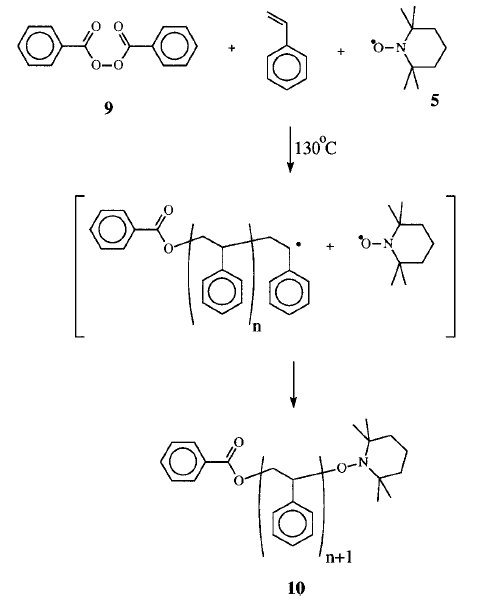 O O
O-O + + •O-N
9 5
130°C
O
O • + •O-N
n
O
O O-N
n+1
10